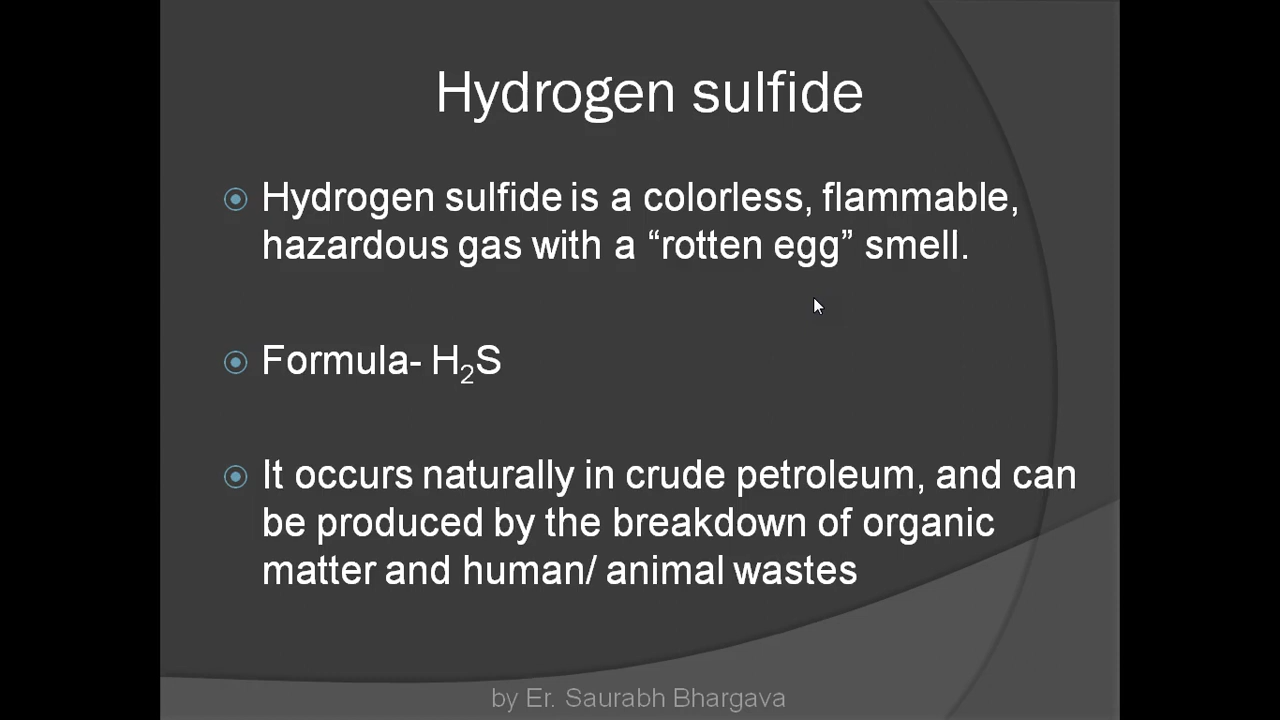 Hydrogen sulfide
Hydrogen sulfide is a colorless, flammable,
hazardous gas with a “rotten egg” smell.
Formula- H₂S
It occurs naturally in crude petroleum, and can
be produced by the breakdown of organic
matter and human/ animal wastes
by Er. Saurabh Bhargava